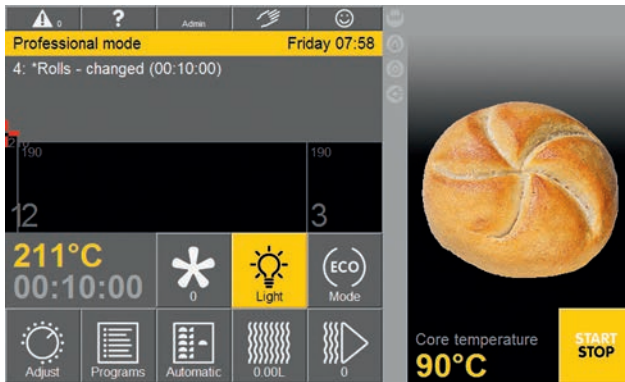 0 ? Admin
Professional mode Friday 07:58
4: *Rolls - changed (00:10:00)
190 190
12 3
211°C
00:10:00
0 Light ECO
Mode
Adjust Programs Automatic 0.00L 0
Core temperature
90°C
START
STOP